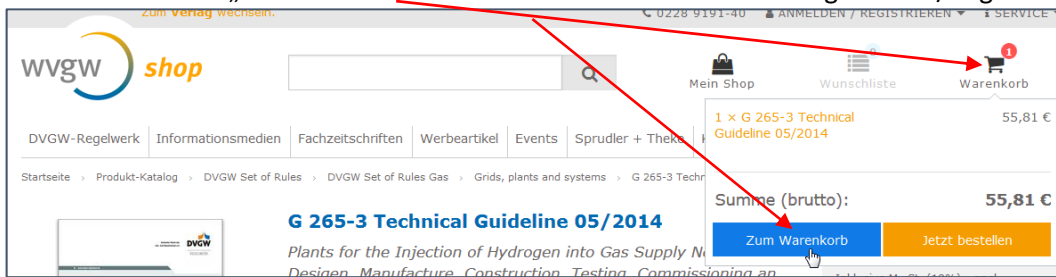 Zum Verlag wechseln.
0228 9191-40 ANMELDEN / REGISTRIEREN SERVICE
wvgw shop
Mein Shop
Wunschliste
1
Warenkorb
1 × G 265-3 Technical Guideline 05/2014
55,81 €
DVGW-Regelwerk Informationsmedien Fachzeitschriften Werbeartikel Events Sprudler + Theke
Startseite › Produkt-Katalog › DVGW Set of Rules › DVGW Set of Rules Gas › Grids, plants and systems › G 265-3 Techn
Summe (brutto): 55,81 €
Zum Warenkorb
Jetzt bestellen
DVGW
G 265-3 Technical Guideline 05/2014
Plants for the Injection of Hydrogen into Gas Supply
Desigen, Manufacture, Construction, Testing, Commissioning an